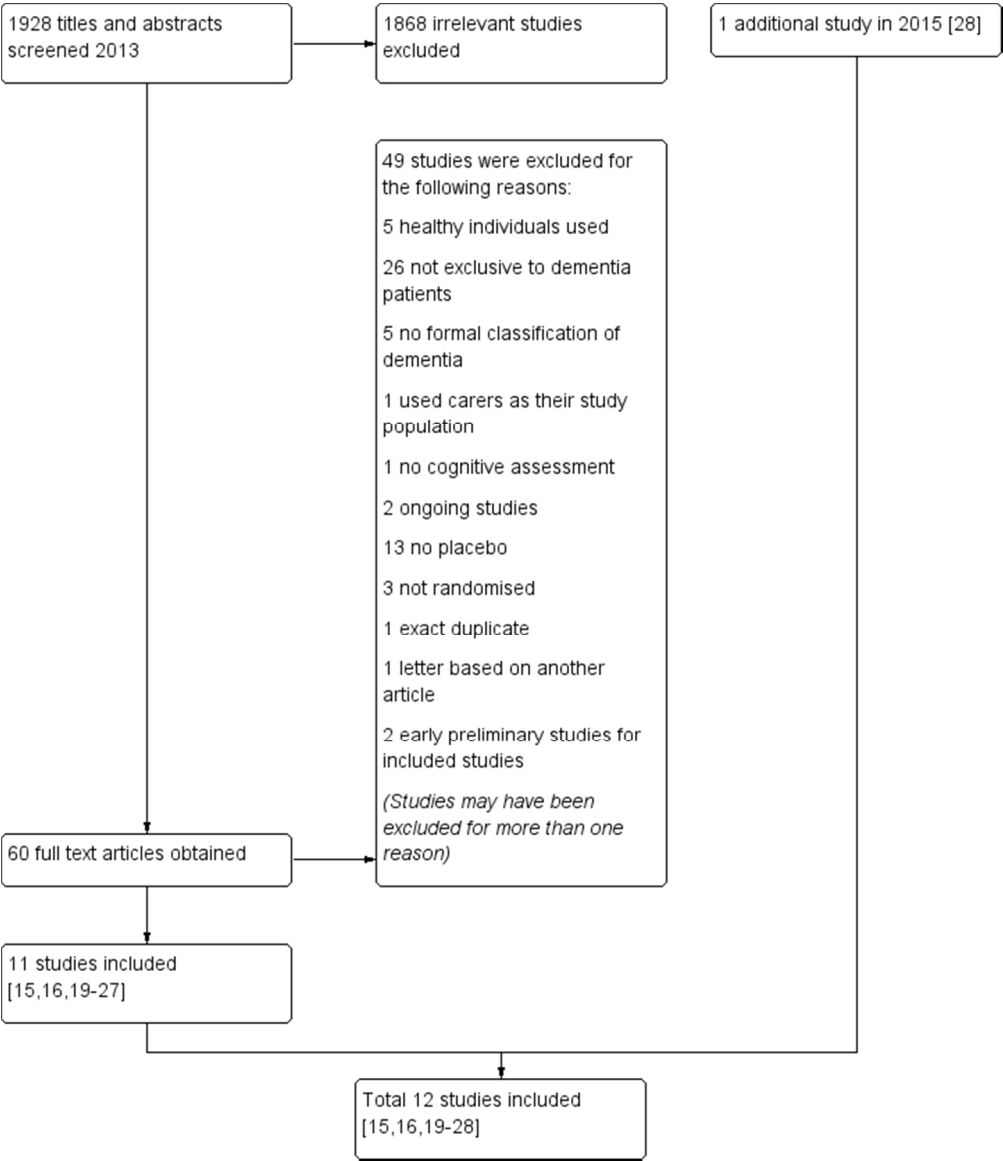 1928 titles and abstracts
screened 2013
1868 irrelevant studies
excluded
1 additional study in 2015 [28]
49 studies were excluded for
the following reasons:
5 healthy individuals used
26 not exclusive to dementia
patients
5 no formal classification of
dementia
1 used carers as their study
population
1 no cognitive assessment
2 ongoing studies
13 no placebo
3 not randomised
1 exact duplicate
1 letter based on another
article
2 early preliminary studies for
included studies
(Studies may have been
excluded for more than one
reason)
60 full text articles obtained
11 studies included
[15,16,19-27]
Total 12 studies included
[15,16,19-28]